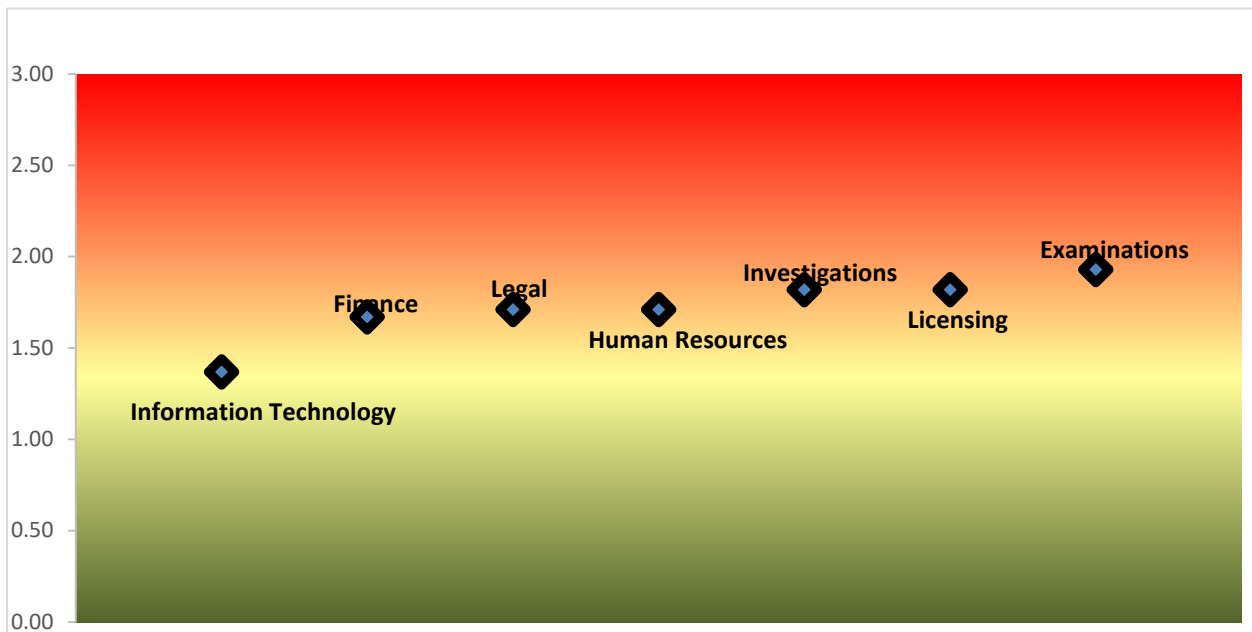 3.00
2.50
2.00
1.50
1.00
0.50
0.00
Information Technology
Finance
Legal
Human Resources
Investigations
Licensing
Examinations